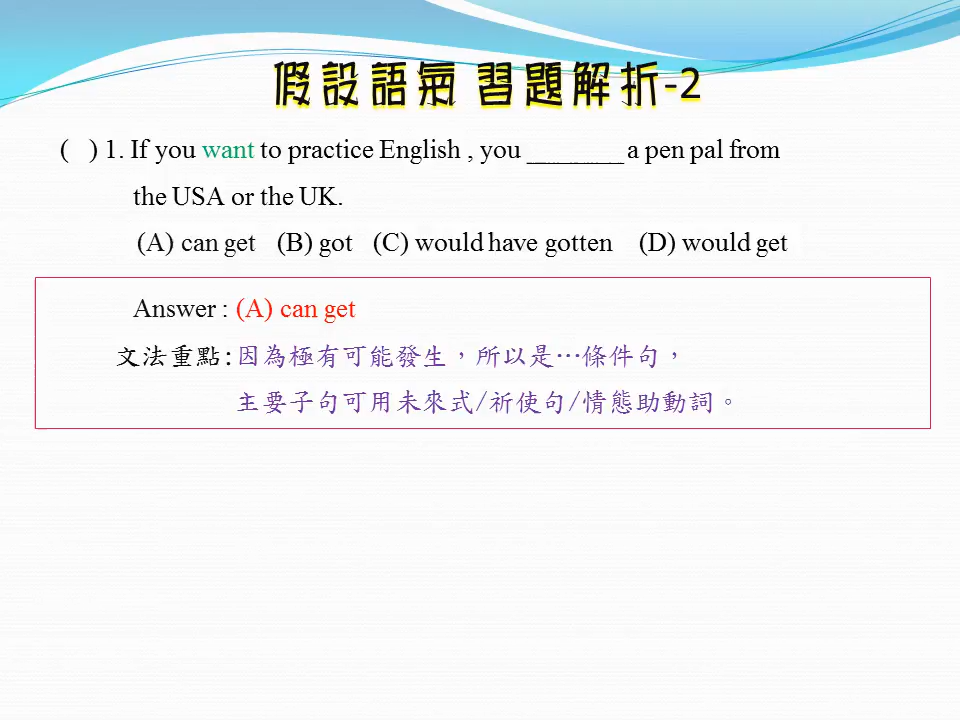 假設語氣 習題解折-2
( ) 1. If you want to practice English , you ________ a pen pal from
the USA or the UK.
(A) can get (B) got (C) would have gotten (D) would get
Answer : (A) can get
文法重點:因為極有可能發生，所以是…條件句，
主要子句可用未來式/祈使句/情態助動詞。